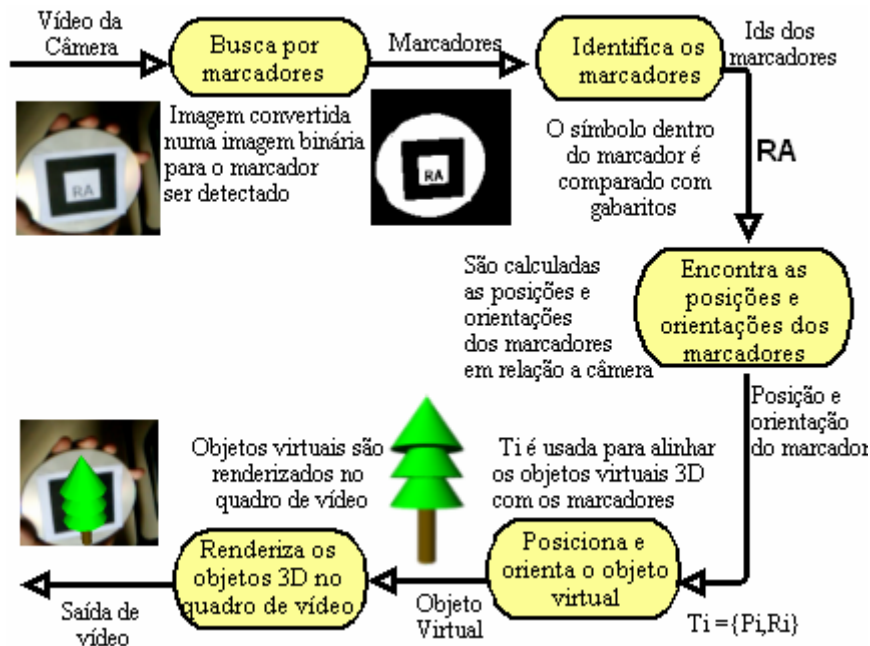 Vídeo da
Câmera
Busca por
marcadores
Marcadores
Identifica os
marcadores
Ids dos
marcadores
Imagem convertida
numa imagem binária
para o marcador
ser detectado
RA
RA
O símbolo dentro
do marcador é
comparado com
gabaritos
RA
São calculadas
as posições e
orientações
dos marcadores
em relação a câmera
Encontra as
posições e
orientações dos
marcadores
Posição e
orientação
do marcador
Objetos virtuais são
renderizados no
quadro de vídeo
Ti é usada para alinhar
os objetos virtuais 3D
com os marcadores
Renderiza os
objetos 3D no
quadro de vídeo
Posiciona e
orienta o objeto
virtual
Saída de
vídeo
Objeto
Virtual
Ti ={Pi,Ri}